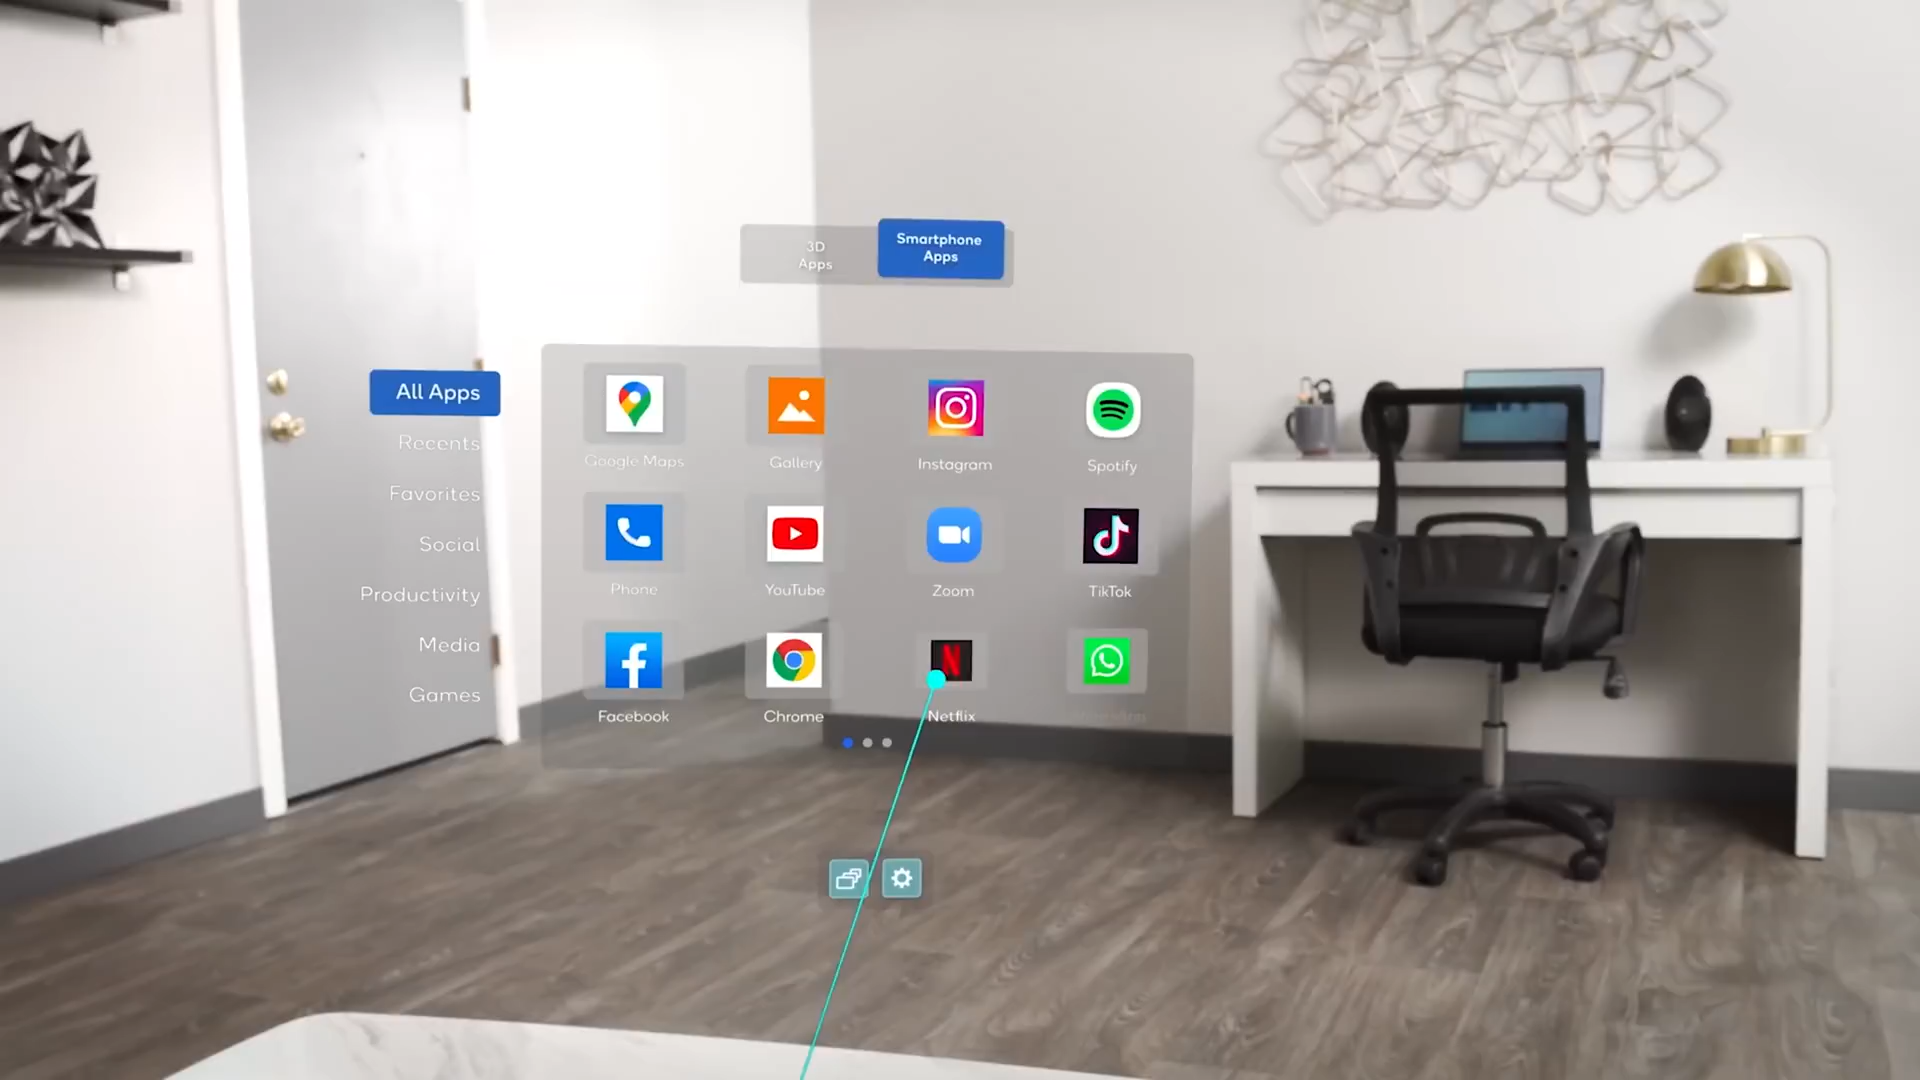 3D
Apps
Smartphone
Apps
All Apps
Recents
Favorites
Social
Productivity
Media
Games
Google Maps
Gallery
Instagram
Spotify
Phone
YouTube
Zoom
TikTok
Facebook
Chrome
Netflix